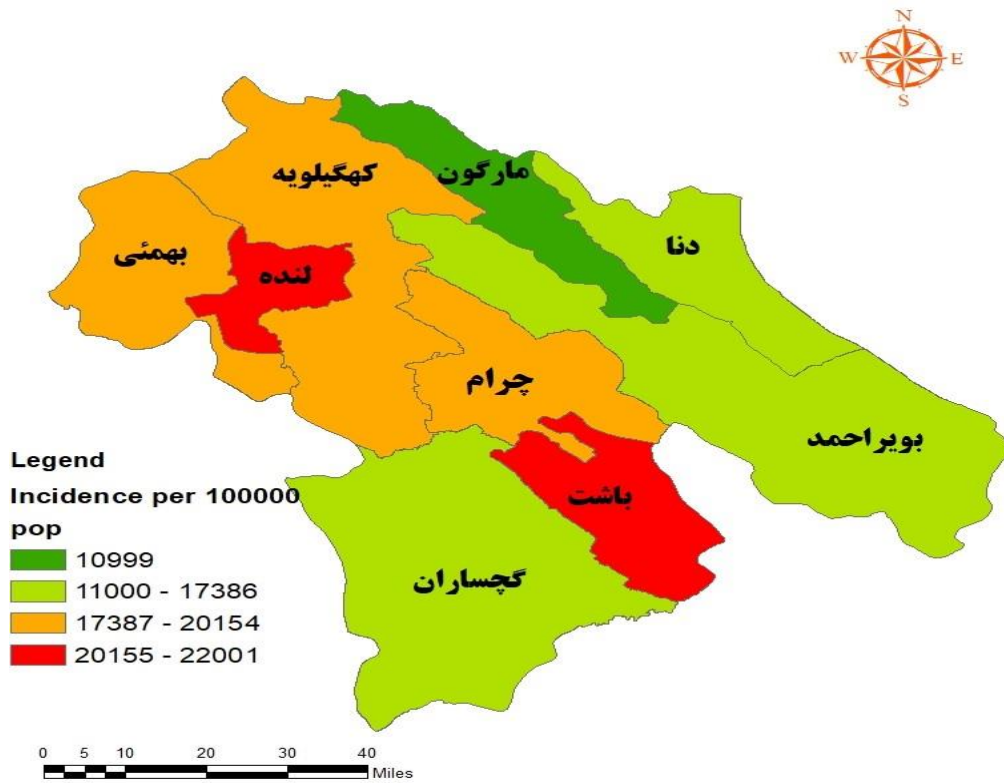 N
W E
S
کهگیلویه
مارگون
دنا
بهمئی
لنده
چرام
بویراحمد
باشت
گچساران
Legend
Incidence per 100000
pop
10999
11000 - 17386
17387 - 20154
20155 - 22001
0 5 10 20 30 40
Miles